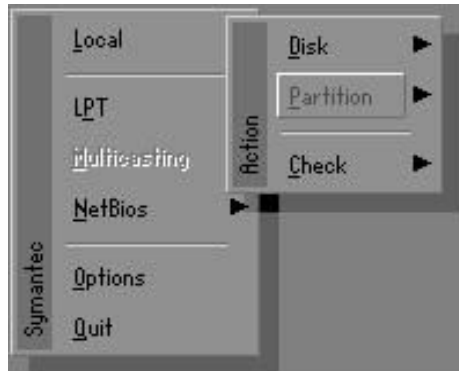 Local
LPT
Multicasting
NetBios
Options
Quit
Symantec
Disk
Partition
Check
Action